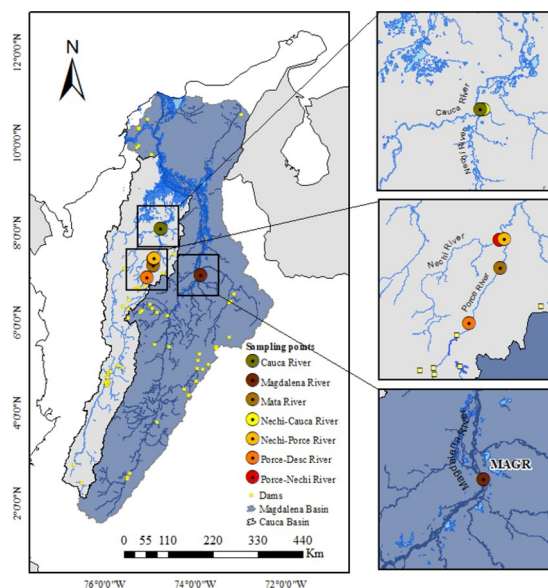 N
12°0'0"N
10°0'0"N
8°0'0"N
6°0'0"N
4°0'0"N
2°0'0"N
Sampling points
Cauca River
Magdalena River
Mata River
Nechi-Cauca River
Nechi-Porce River
Porce-Desc River
Porce-Nechi River
Dams
Magdalena Basin
Cauca Basin
0 55 110 220 330 440
Km
76°0'0"W 74°0'0"W 72°0'0"W
Cauca River
Nechí River
Nechi River
Porce River
Magdalena River
MAGR